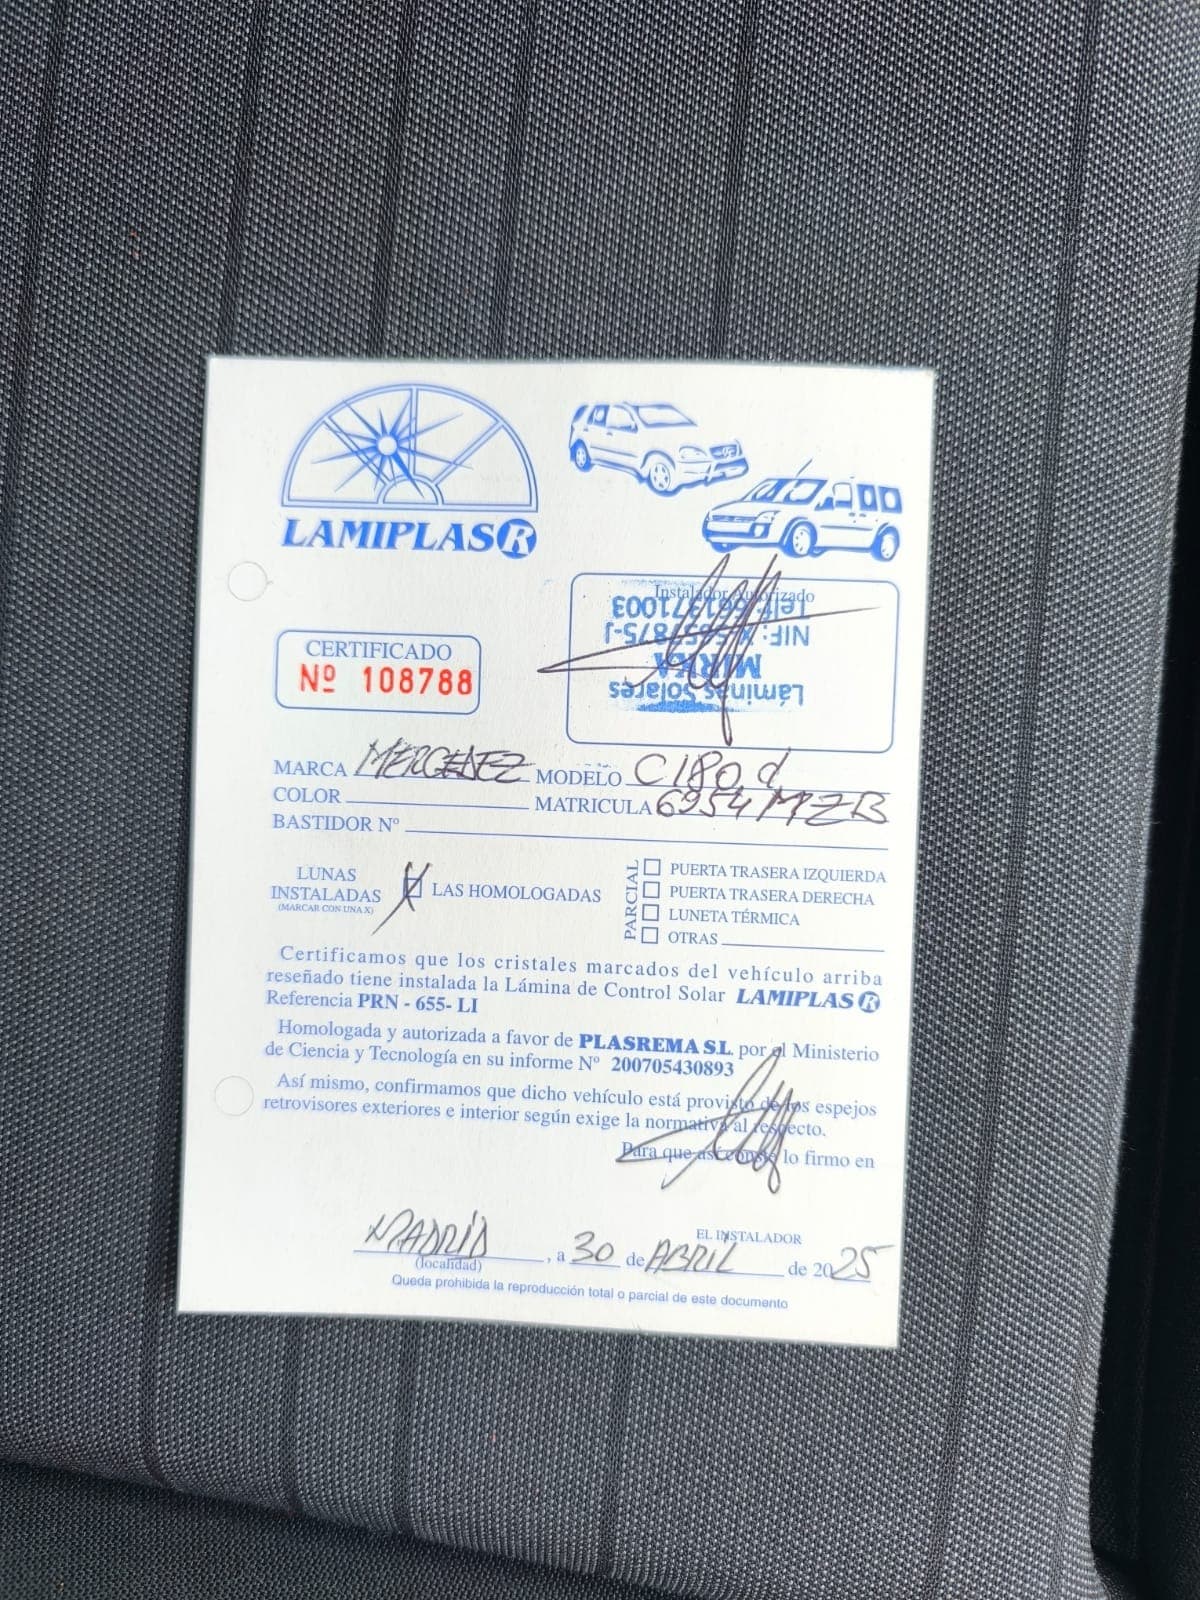 LAMIPLAS R
Instalador Autorizado
Láminas Solares
MIRKA
Telf: 661371003
CERTIFICADO
Nº 108788
MARCA MERCEDEZ MODELO C180 d
COLOR MATRICULA 6954 MZB
BASTIDOR Nº
LUNAS
INSTALADAS
(MARCAR CON UNA X)
X LAS HOMOLOGADAS
PARCIAL
PUERTA TRASERA IZQUIERDA
PUERTA TRASERA DERECHA
LUNETA TÉRMICA
OTRAS
Certificamos que los cristales marcados del vehículo arriba
reseñado tiene instalada la Lámina de Control Solar LAMIPLAS R
Referencia PRN - 655- LI
Homologada y autorizada a favor de PLASREMA S.L por el Ministerio
de Ciencia y Tecnología en su informe Nº 200705430893
Así mismo, confirmamos que dicho vehículo está provisto de los espejos
retrovisores exteriores e interior según exige la normativa al respecto.
Para que así conste lo firmo en
EL INSTALADOR
MADRID, a 30 de ABRIL de 2025
(localidad)
Queda prohibida la reproducción total o parcial de este documento